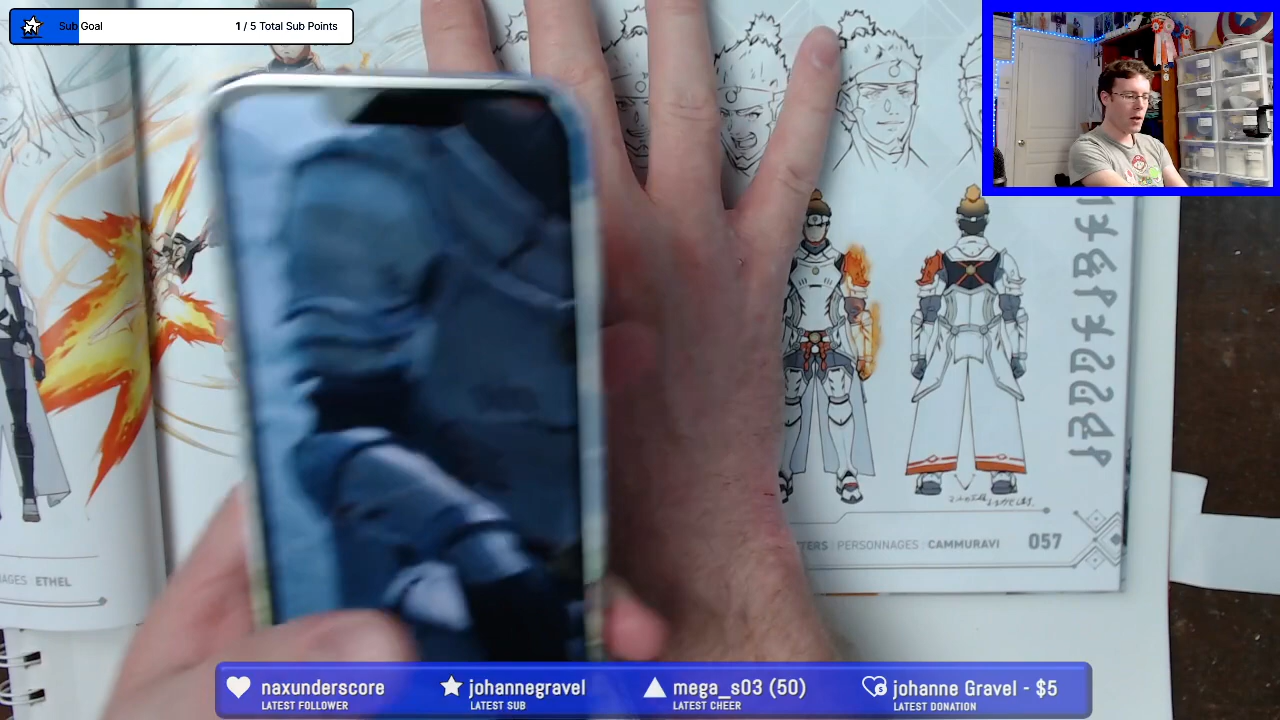 Sub Goal
1 / 5 Total Sub Points
AGES | ETHEL
TERS | PERSONNAGES | CAMMURAVI 057
naxunderscore
LATEST FOLLOWER
johannegravel
LATEST SUB
mega_s03 (50)
LATEST CHEER
johanne Gravel - $5
LATEST DONATION